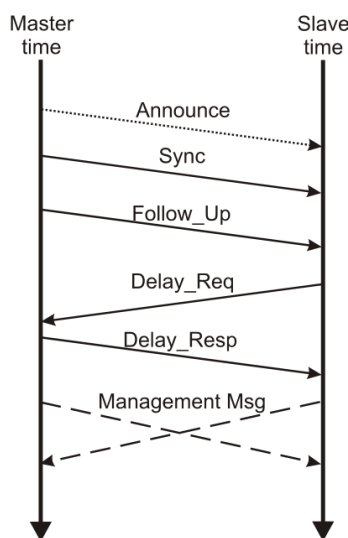 Master
time
Slave
time
Announce
Sync
Follow_Up
Delay_Req
Delay_Resp
Management Msg